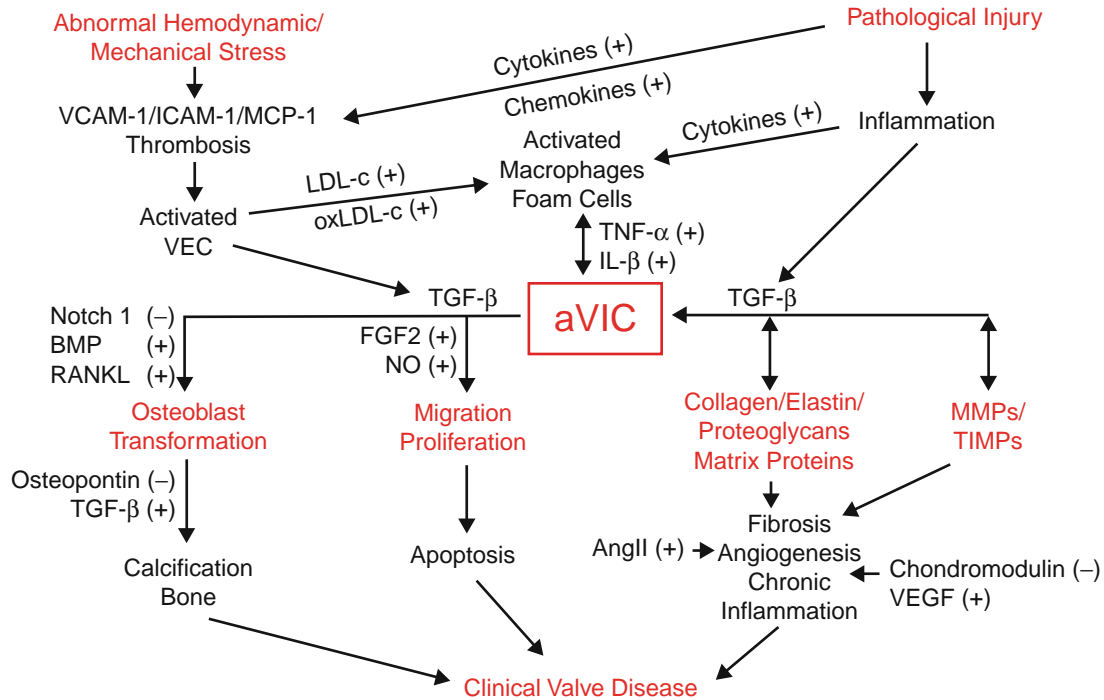 Abnormal Hemodynamic/
Mechanical Stress
Pathological Injury
Cytokines (+)
Chemokines (+)
VCAM-1/ICAM-1/MCP-1
Thrombosis
Cytokines (+)
Inflammation
Activated
Macrophages
Foam Cells
LDL-c (+)
oxLDL-c (+)
Activated
VEC
TNF-α (+)
IL-β (+)
TGF-β
aVIC
TGF-β
Notch 1 (–)
BMP (+)
RANKL (+)
FGF2 (+)
NO (+)
Osteoblast
Transformation
Migration
Proliferation
Collagen/Elastin/
Proteoglycans
Matrix Proteins
MMPs/
TIMPs
Osteopontin (–)
TGF-β (+)
Calcification
Bone
Apoptosis
Fibrosis
Angiogenesis
Chronic
Inflammation
AngII (+)
Chondromodulin (–)
VEGF (+)
Clinical Valve Disease